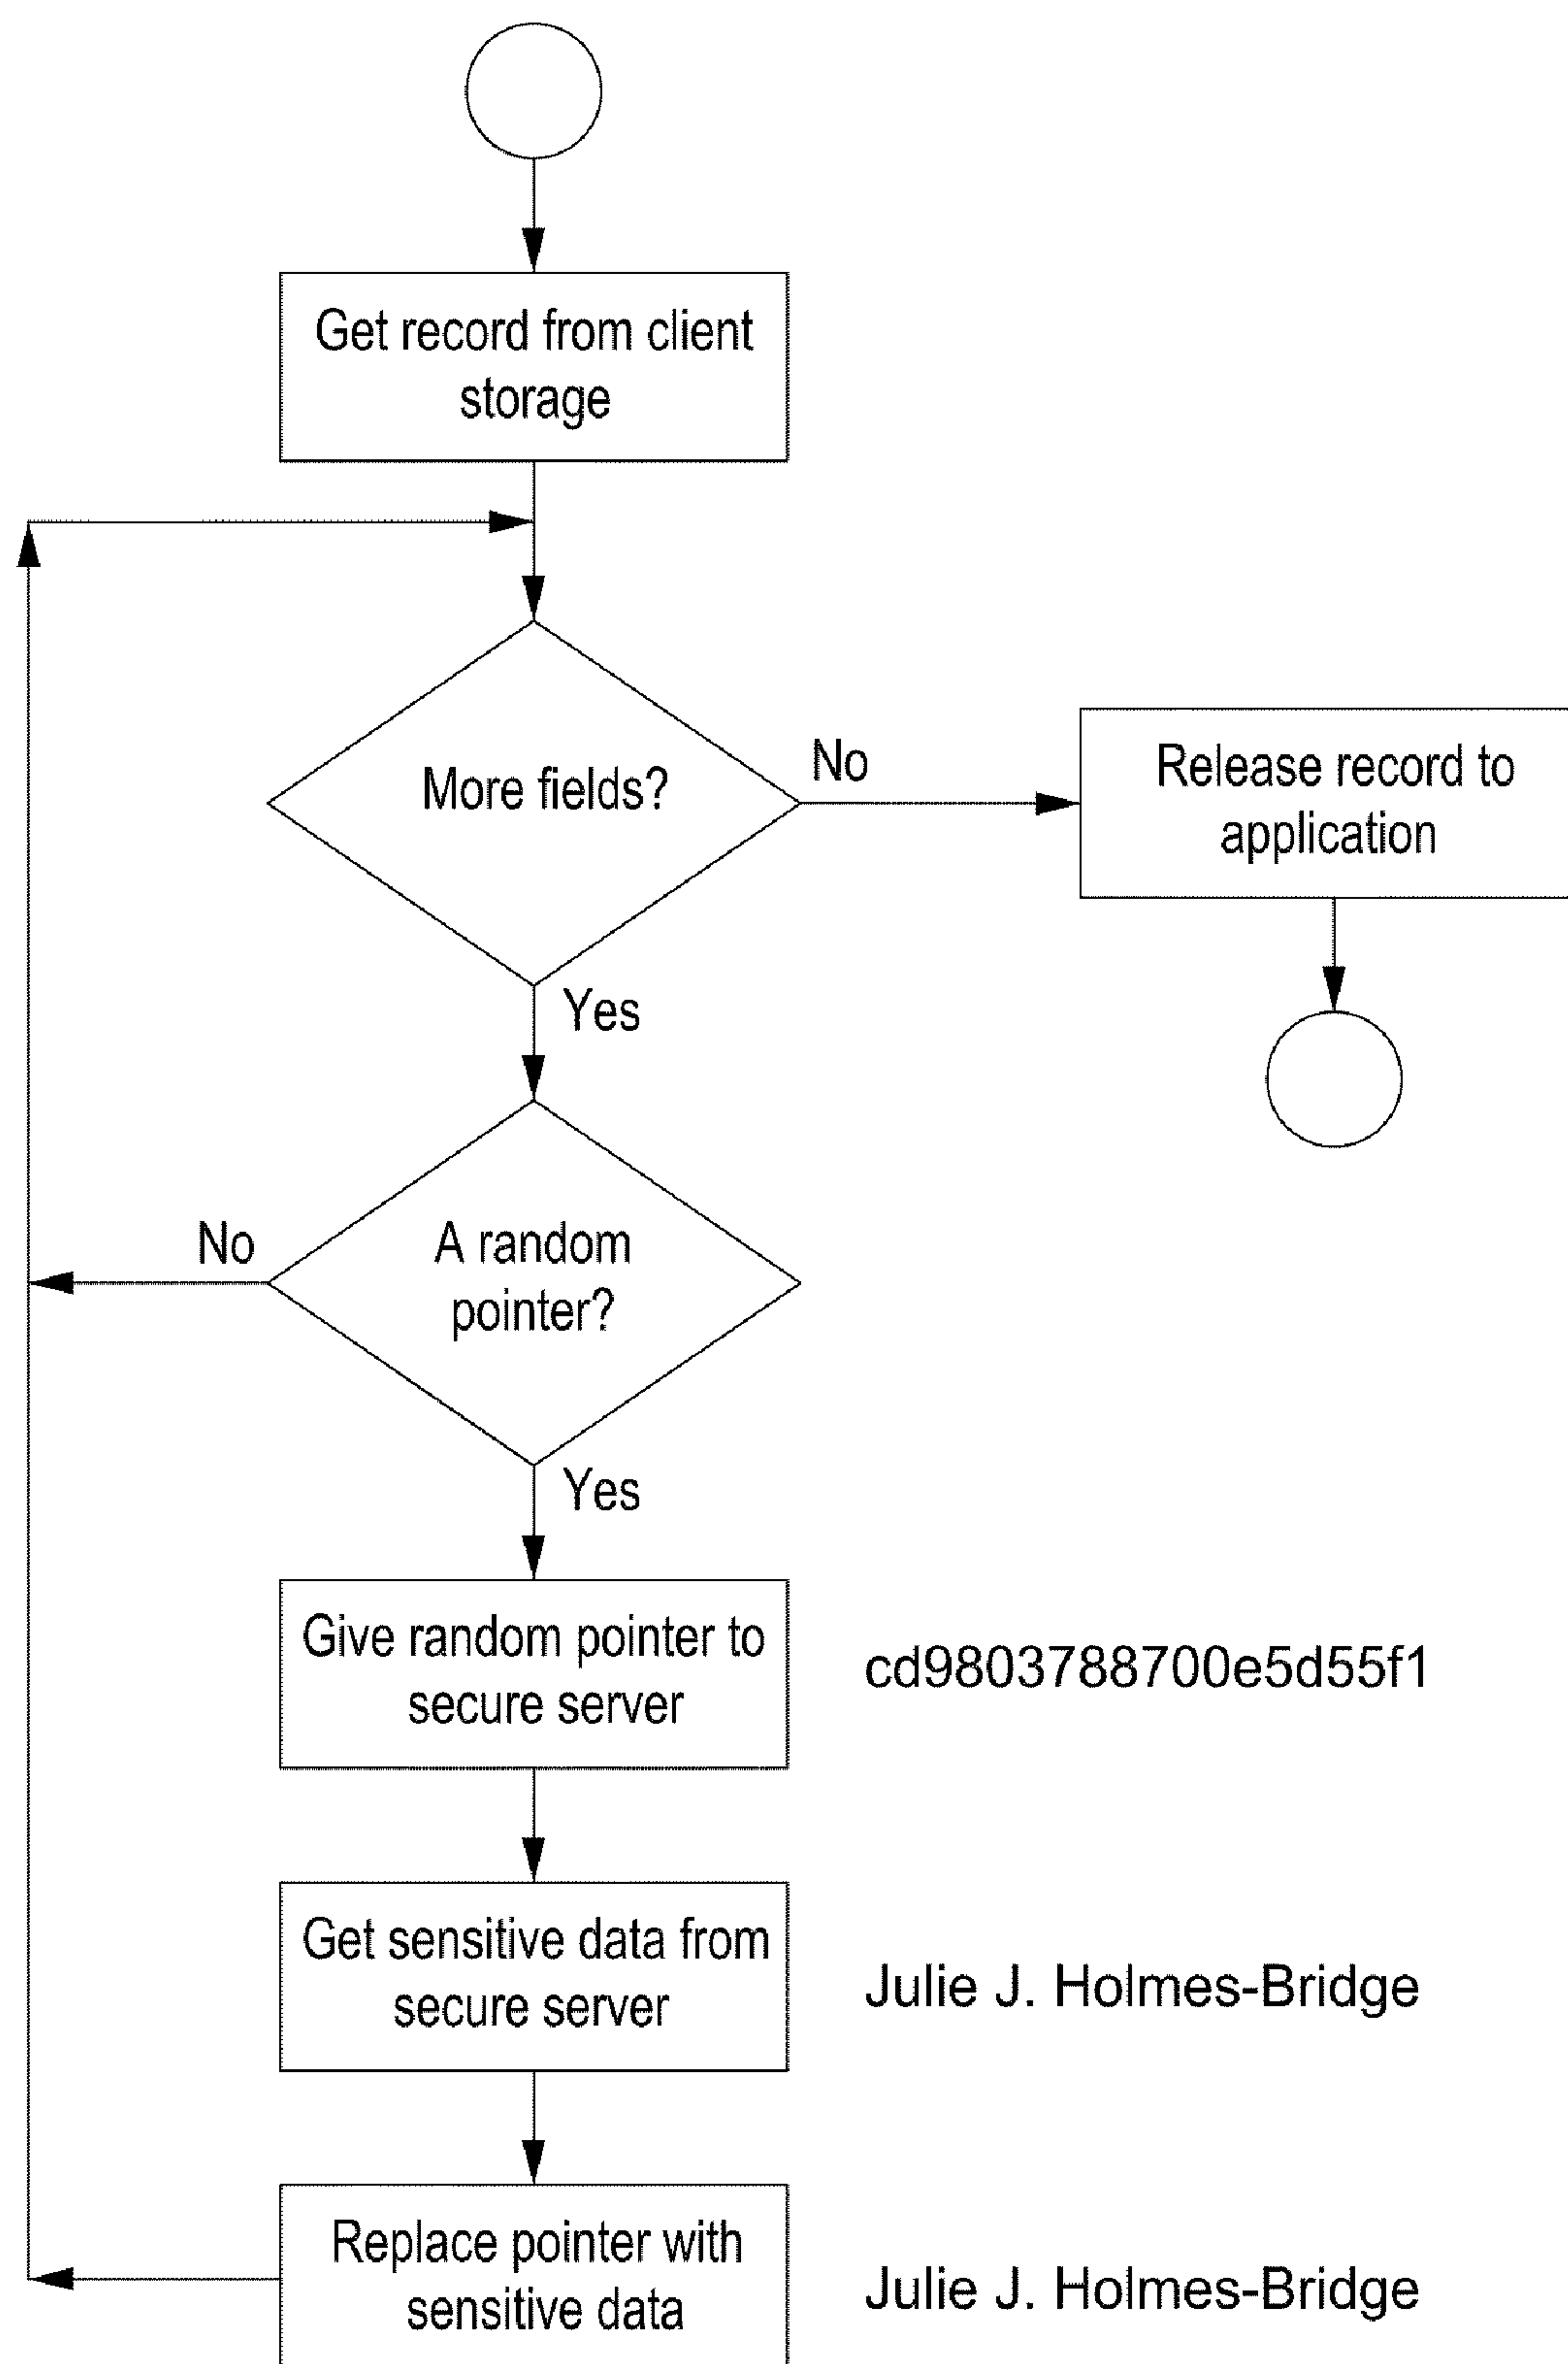 Get record from client
storage
More fields?
No
Release record to
application
Yes
No
A random
pointer?
Yes
Give random pointer to
secure server
cd9803788700e5d55f1
Get sensitive data from
secure server
Julie J. Holmes-Bridge
Replace pointer with
sensitive data
Julie J. Holmes-Bridge